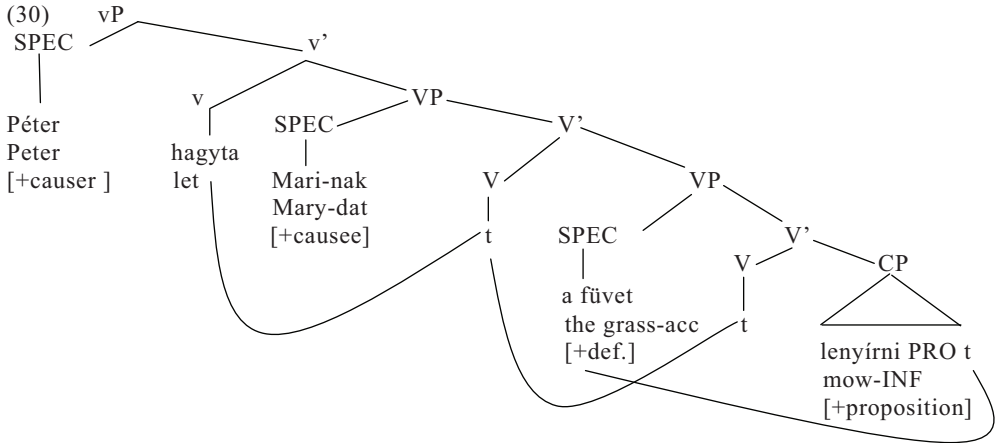 (30) vP
SPEC v’
v VP
SPEC V’
Péter
Peter
[+causer ]
hagyta
let
Mari-nak
Mary-dat
[+causee]
V VP
t SPEC V’
V CP
a füvet
the grass-acc
[+def.]
t
lenyírni PRO t
mow-INF
[+proposition]